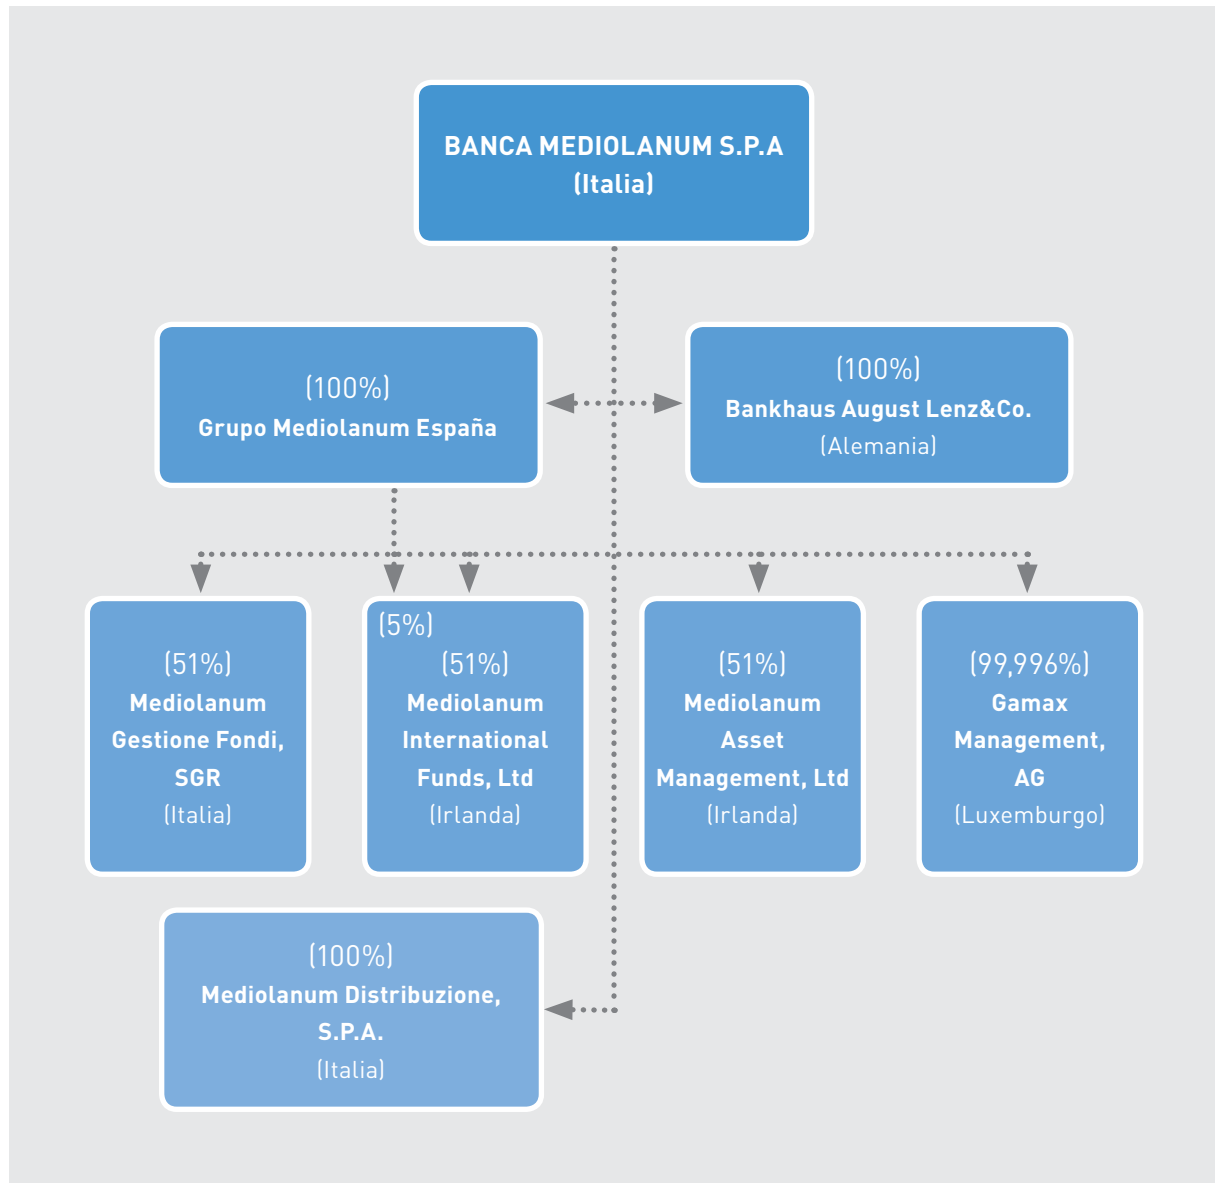 BANCA MEDIOLANUM S.P.A
(Italia)
(100%)
Grupo Mediolanum España
(100%)
Bankhaus August Lenz&Co.
(Alemania)
(51%)
Mediolanum
Gestione Fondi,
SGR
(Italia)
(5%)
(51%)
Mediolanum
International
Funds, Ltd
(Irlanda)
(51%)
Mediolanum
Asset
Management, Ltd
(Irlanda)
(99,996%)
Gamax
Management,
AG
(Luxemburgo)
(100%)
Mediolanum Distribuzione,
S.P.A.
(Italia)